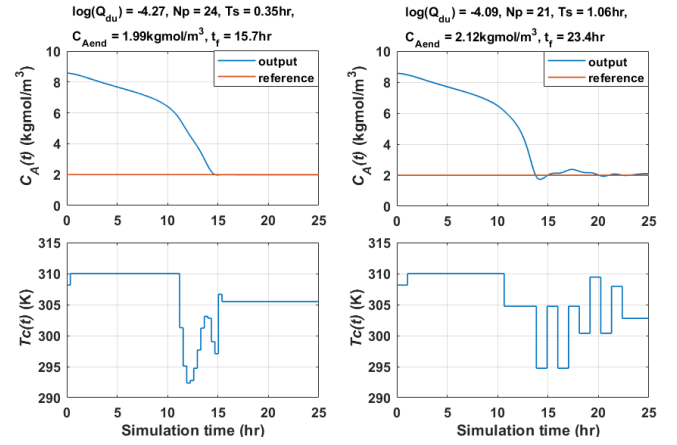 log(Q_du) = -4.27, Np = 24, Ts = 0.35hr,
C_Aend = 1.99kgmol/m^3, t_f = 15.7hr
10
8
6
4
2
0
C_A(t) (kgmol/m^3)
output
reference
0 5 10 15 20 25
315
310
305
300
295
290
Tc(t) (K)
0 5 10 15 20 25
Simulation time (hr)
log(Q_du) = -4.09, Np = 21, Ts = 1.06hr,
C_Aend = 2.12kgmol/m^3, t_f = 23.4hr
10
8
6
4
2
0
C_A(t) (kgmol/m^3)
output
reference
0 5 10 15 20 25
315
310
305
300
295
290
Tc(t) (K)
0 5 10 15 20 25
Simulation time (hr)